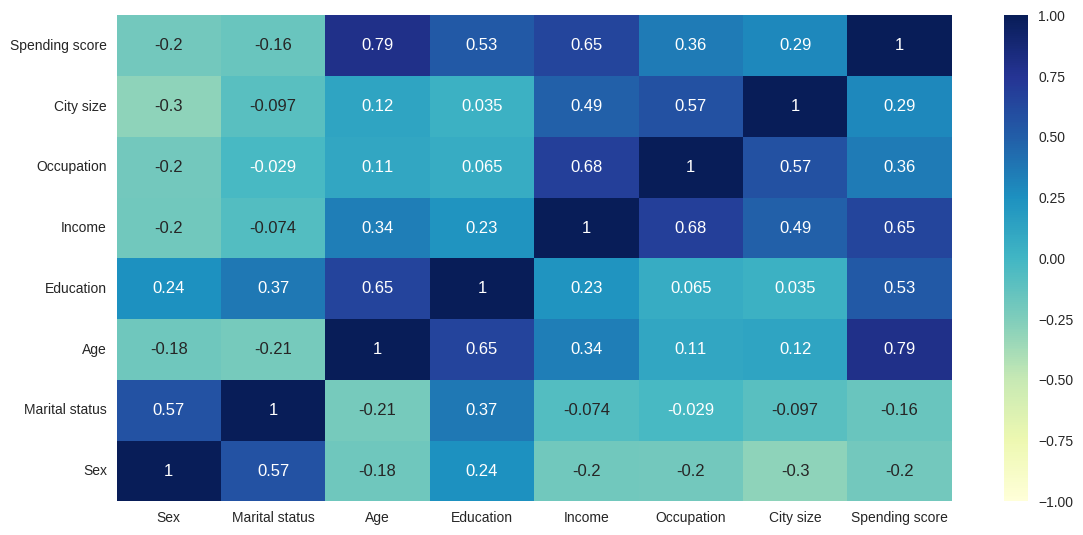 Spending score -0.2 -0.16 0.79 0.53 0.65 0.36 0.29 1
City size -0.3 -0.097 0.12 0.035 0.49 0.57 1 0.29
Occupation -0.2 -0.029 0.11 0.065 0.68 1 0.57 0.36
Income -0.2 -0.074 0.34 0.23 1 0.68 0.49 0.65
Education 0.24 0.37 0.65 1 0.23 0.065 0.035 0.53
Age -0.18 -0.21 1 0.65 0.34 0.11 0.12 0.79
Marital status 0.57 1 -0.21 0.37 -0.074 -0.029 -0.097 -0.16
Sex 1 0.57 -0.18 0.24 -0.2 -0.2 -0.3 -0.2
Sex Marital status Age Education Income Occupation City size Spending score
1.00
0.75
0.50
0.25
0.00
−0.25
−0.50
−0.75
−1.00